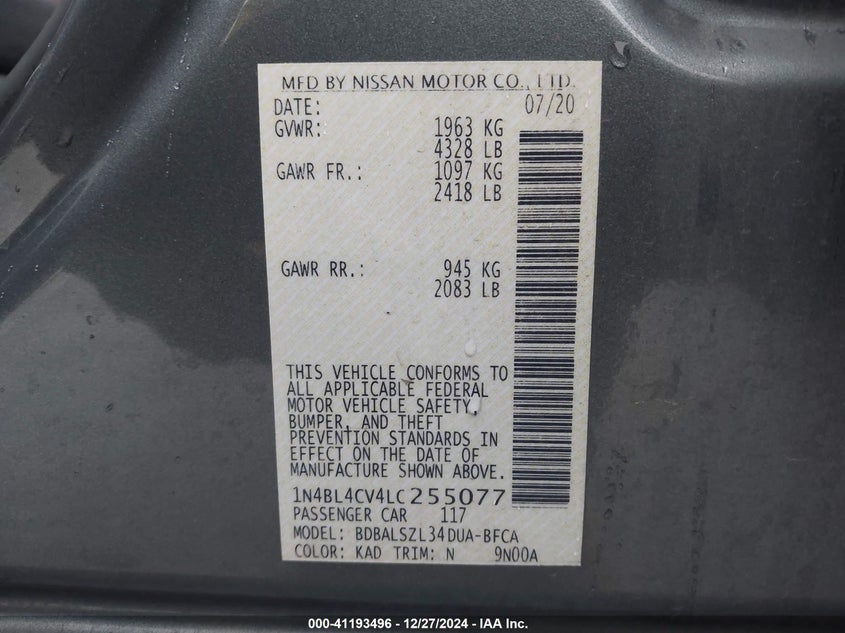 MFD BY NISSAN MOTOR CO., LTD.
DATE: 07/20
GVWR: 1963 KG
4328 LB
GAWR FR.: 1097 KG
2418 LB
GAWR RR.: 945 KG
2083 LB
THIS VEHICLE CONFORMS TO
ALL APPLICABLE FEDERAL
MOTOR VEHICLE SAFETY,
BUMPER, AND THEFT
PREVENTION STANDARDS IN
EFFECT ON THE DATE OF
MANUFACTURE SHOWN ABOVE.
1N4BL4CV4LC255077
PASSENGER CAR 117
MODEL: BDBALSZL34DUA-BFCA
COLOR: KAD TRIM: N 9N00A
000-41193496 - 12/27/2024 - IAA Inc.